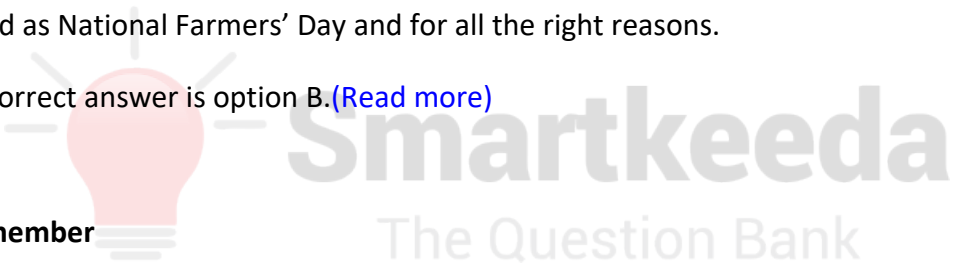 d as National Farmers’ Day and for all the right reasons.
orrect answer is option B.(Read more)
Smartkeeda
The Question Bank
nember